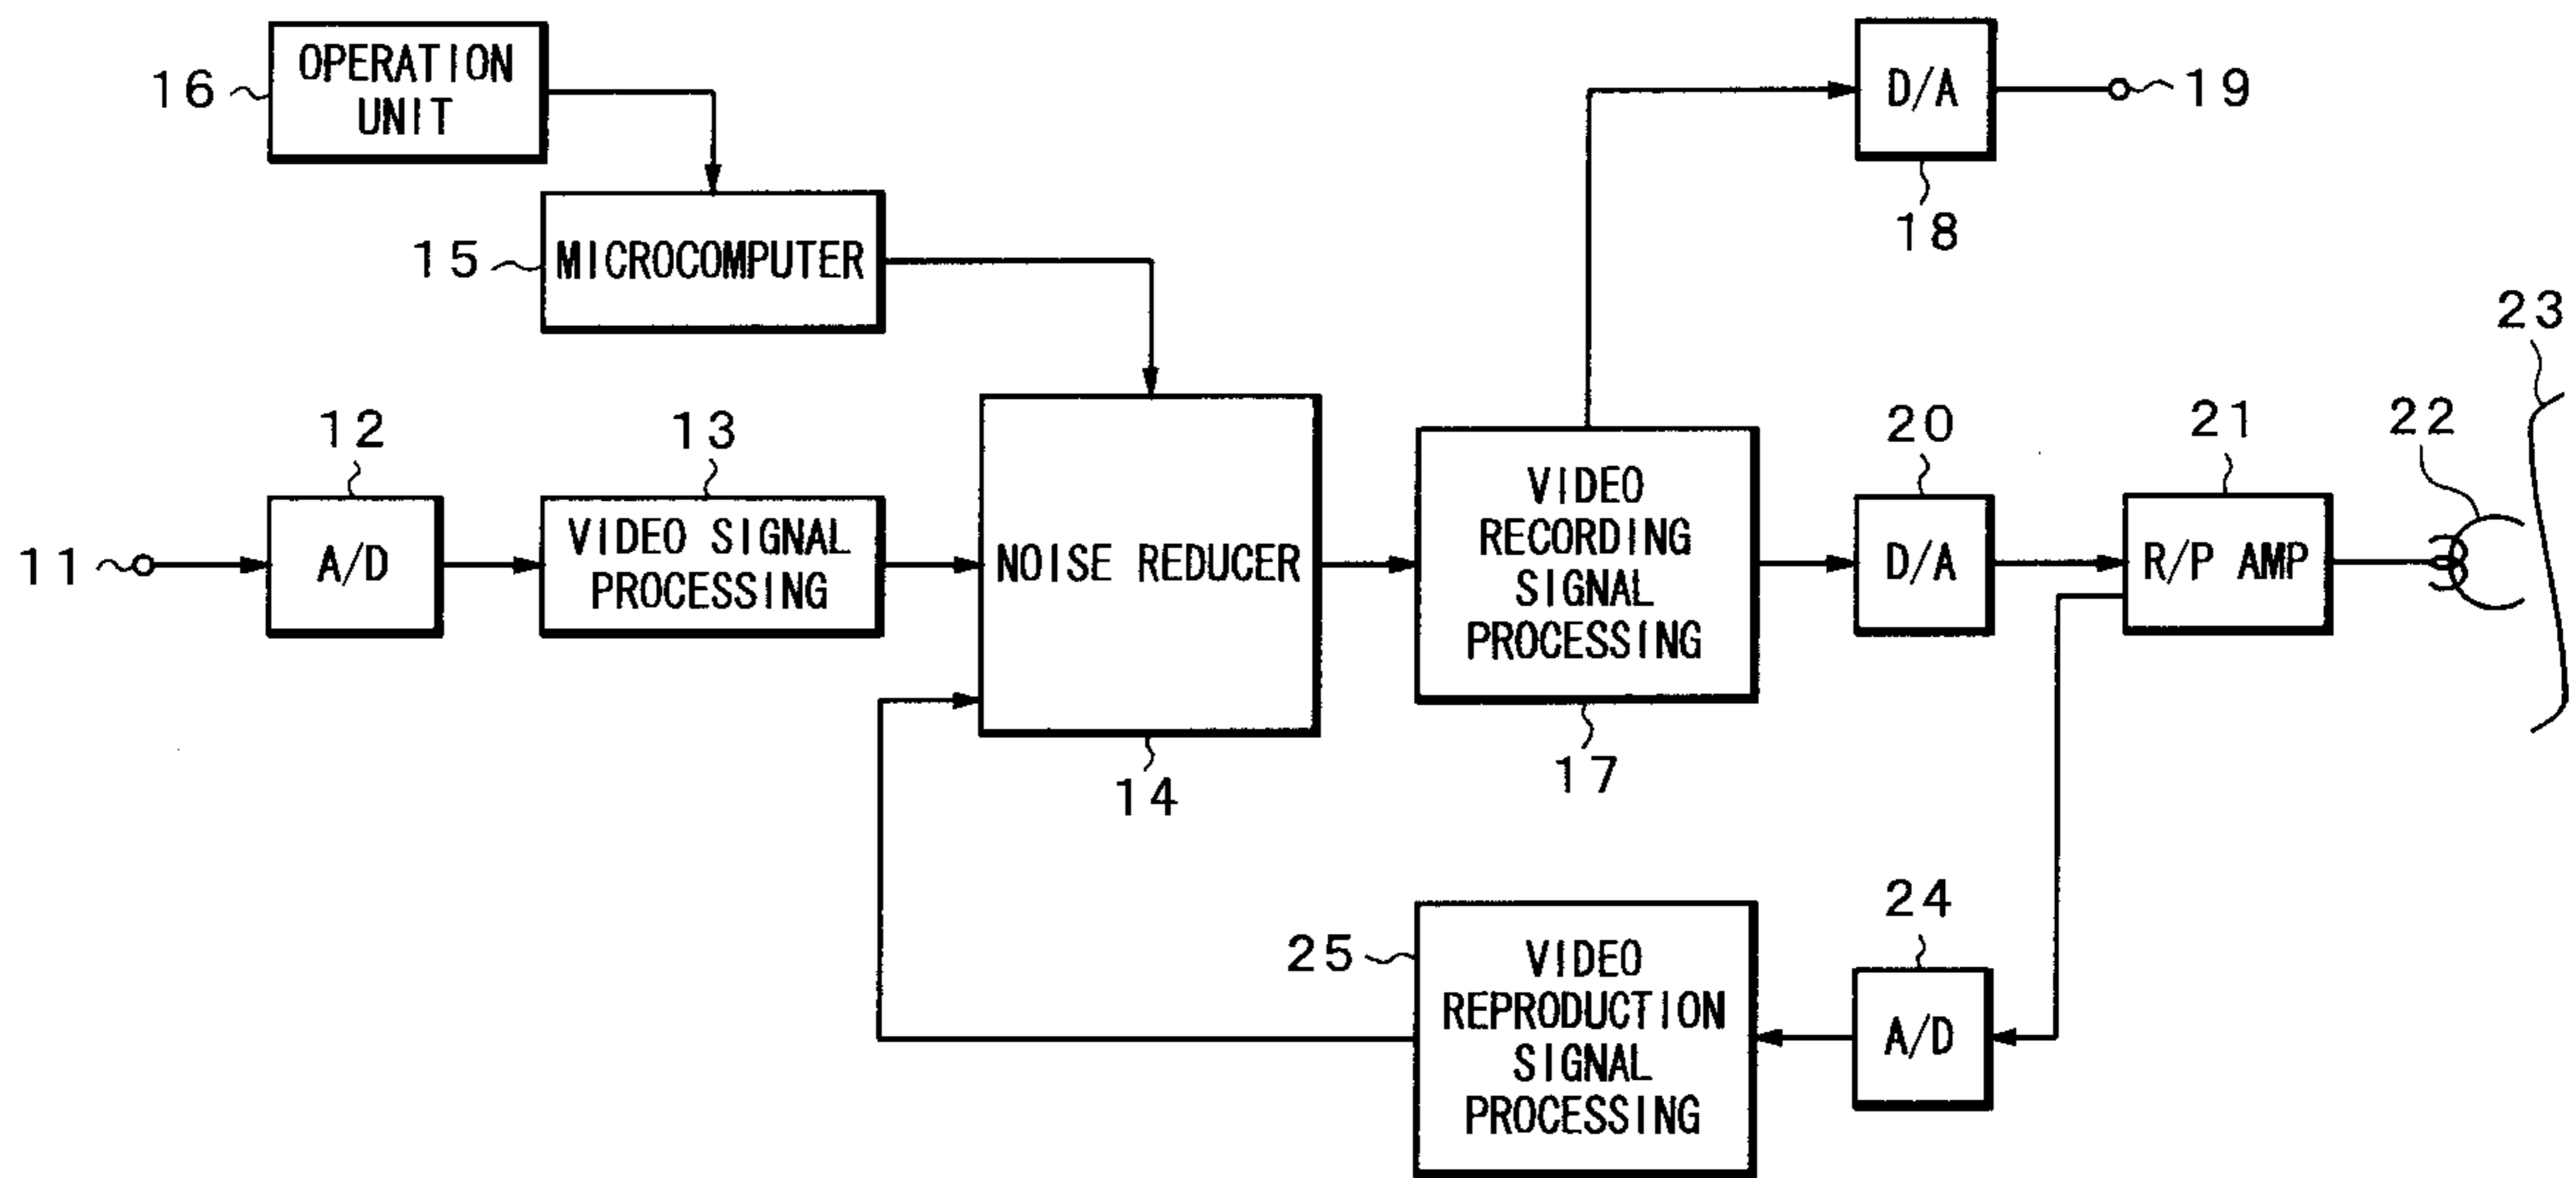 16
OPERATION
UNIT
D/A
19
18
15
MICROCOMPUTER
23
12
13
20
21
22
11
A/D
VIDEO SIGNAL
PROCESSING
NOISE REDUCER
VIDEO
RECORDING
SIGNAL
PROCESSING
D/A
R/P AMP
14
17
24
25
VIDEO
REPRODUCTION
SIGNAL
PROCESSING
A/D